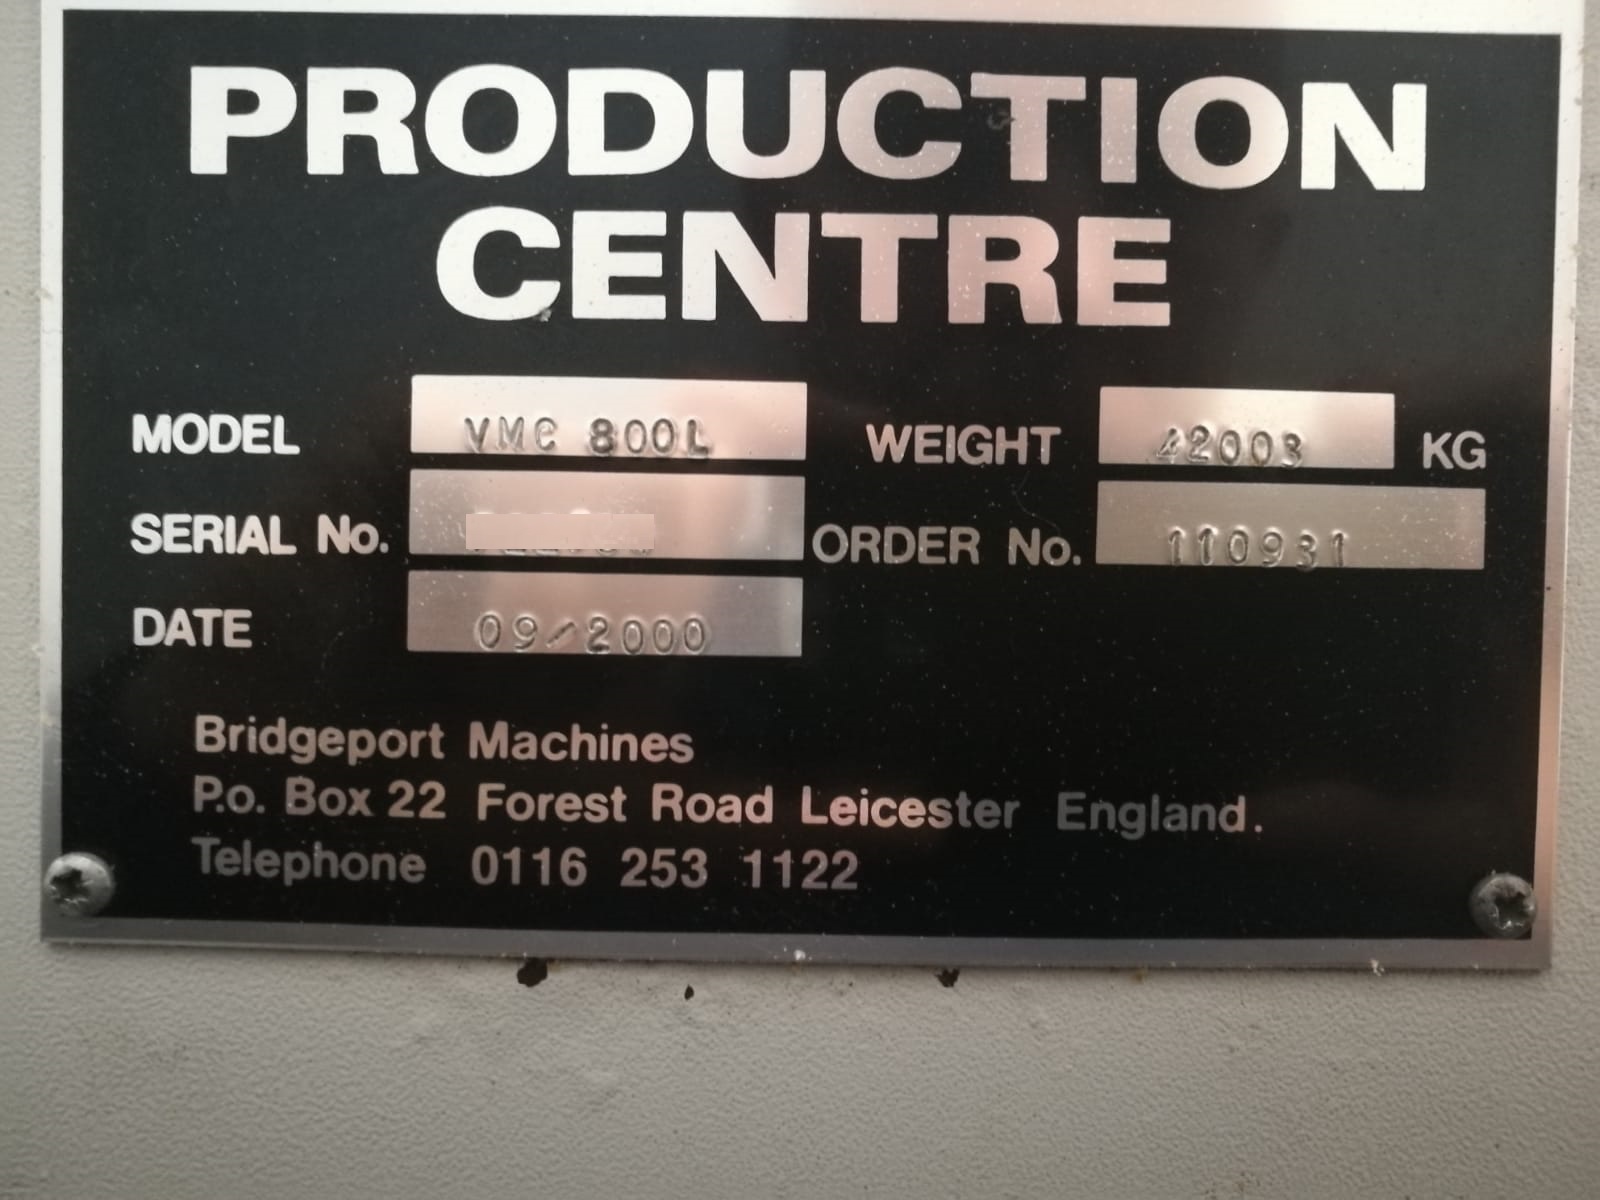 PRODUCTION
CENTRE
MODEL VMC 800L WEIGHT 42003 KG
SERIAL No. ORDER No. 110931
DATE 09/2000
Bridgeport Machines
P.o. Box 22 Forest Road Leicester England.
Telephone 0116 253 1122